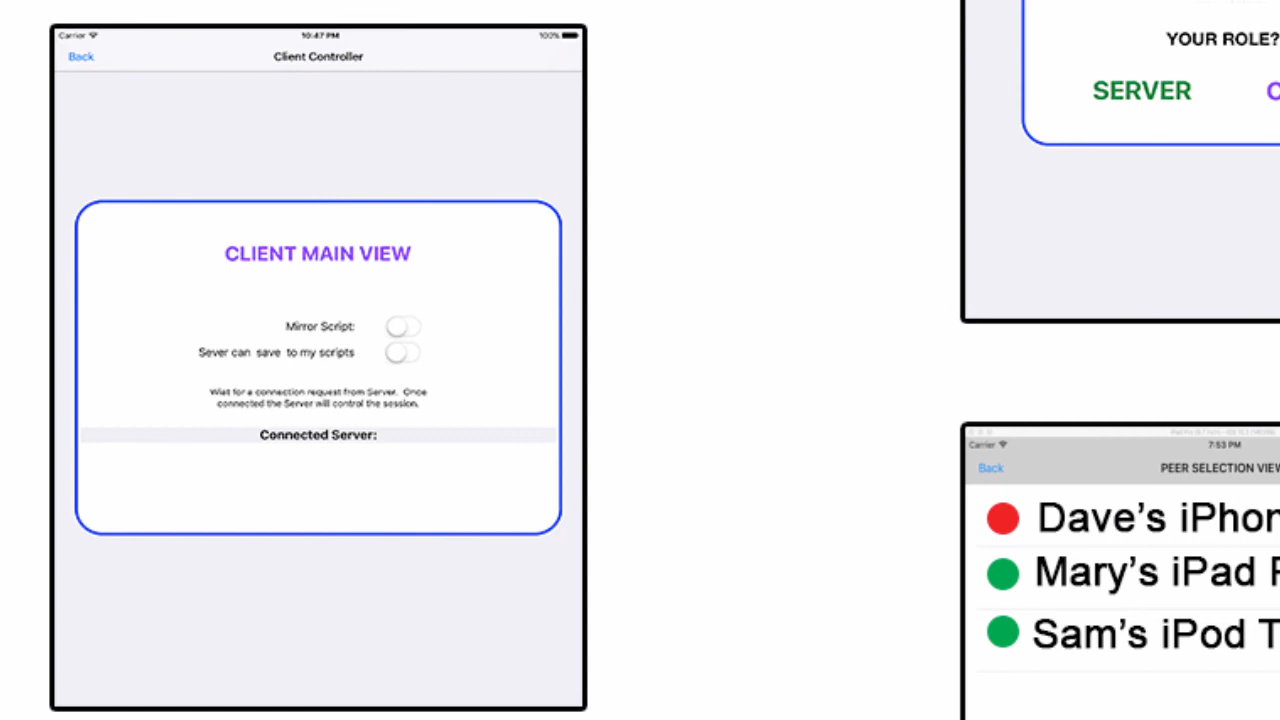 Carrier 10:47 PM 100%
Back Client Controller
CLIENT MAIN VIEW
Mirror Script:
Sever can save to my scripts
Wiat for a connection request from Server. Once
connected the Server will control the session.
Connected Server:
YOUR ROLE?
SERVER
Carrier 7:53 PM
Back PEER SELECTION VIEW
Dave's iPhon
Mary's iPad
Sam's iPod T